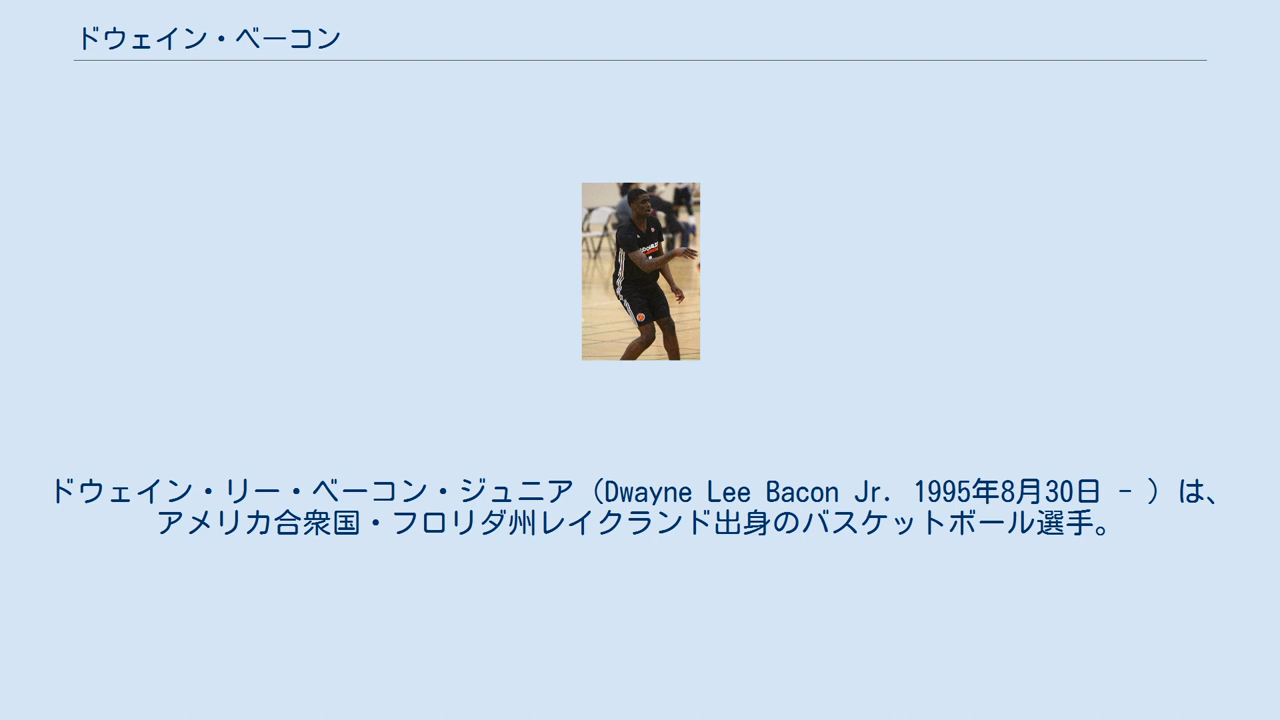 ドウェイン・ベーコン
ドウェイン・リー・ベーコン・ジュニア（Dwayne Lee Bacon Jr. 1995年8月30日 - ）は、
アメリカ合衆国・フロリダ州レイクランド出身のバスケットボール選手。